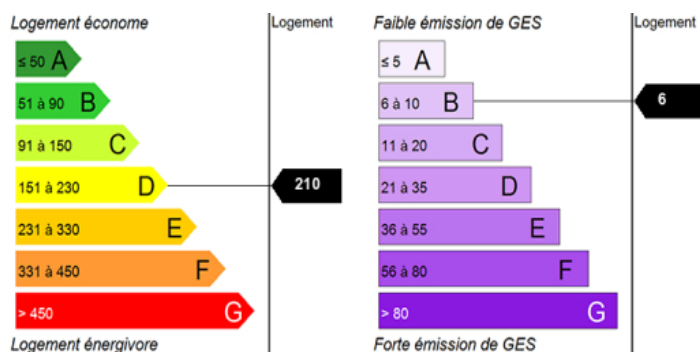 Logement économe
Logement
≤ 50 A
51 à 90 B
91 à 150 C
151 à 230 D
210
231 à 330 E
331 à 450 F
> 450 G
Logement énergivore
Faible émission de GES
Logement
≤ 5 A
6 à 10 B
6
11 à 20 C
21 à 35 D
36 à 55 E
56 à 80 F
> 80 G
Forte émission de GES